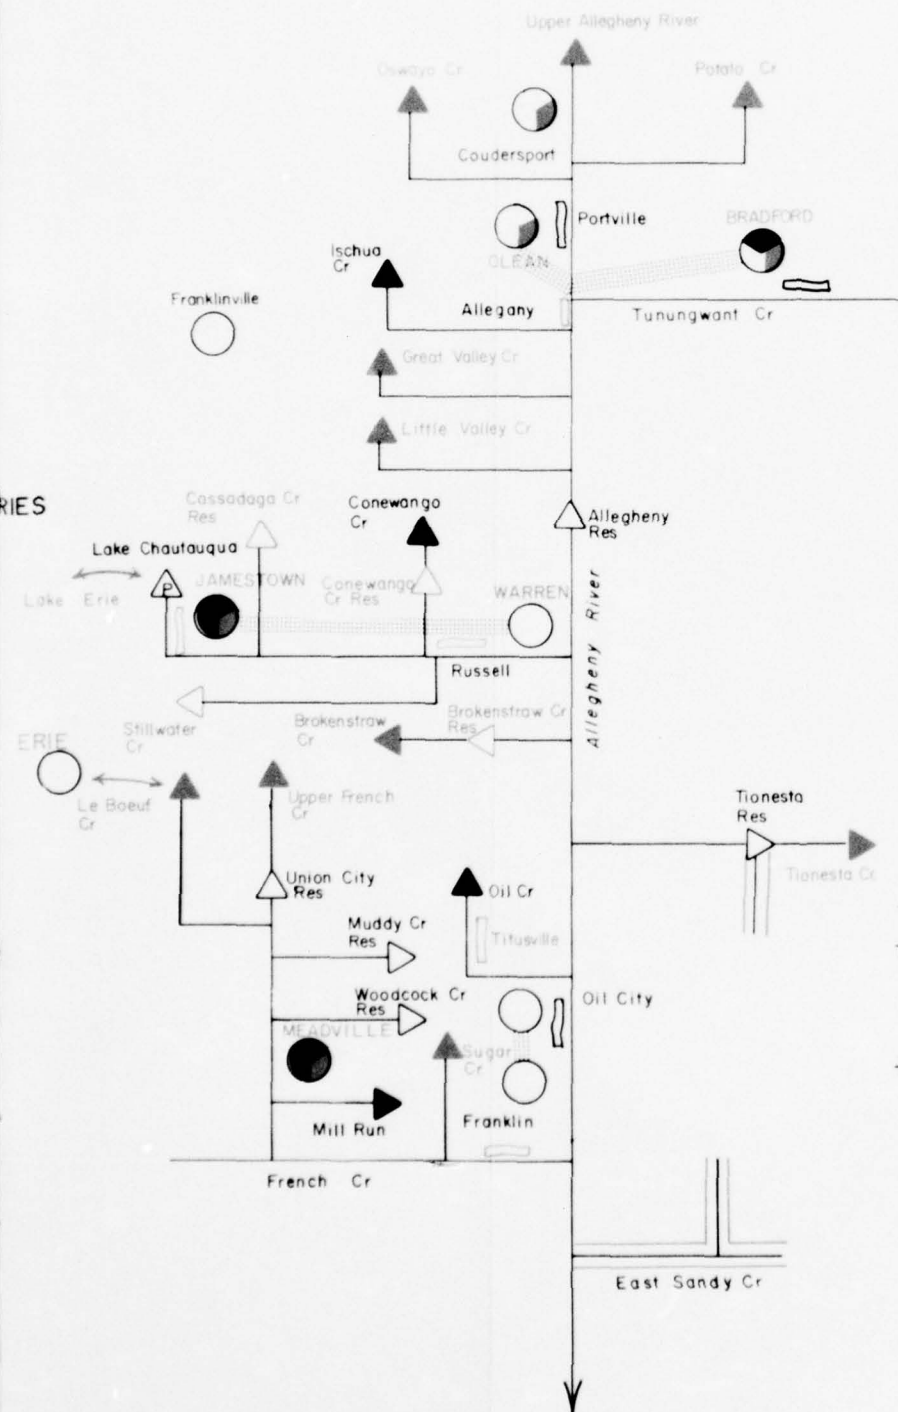 Upper Allegheny River
Oswayo Cr
Potato Cr
Coudersport
Portville
BRADFORD
Ischua
Cr
OLEAN
Franklinville
Allegany
Tunungwant Cr
Great Valley Cr
Little Valley Cr
RIES
Cassadaga Cr
Res
Conewango
Cr
Allegheny
Res
Lake Chautauqua
Lake Erie
P
JAMESTOWN
Conewango
Cr Res
WARREN
Allegheny River
Russell
Stillwater
Cr
Brokenstraw
Cr
Brokenstraw Cr
Res
ERIE
Le Boeuf
Cr
Upper French
Cr
Tionesta
Res
Tionesta Cr
Union City
Res
Oil Cr
Muddy Cr
Res
Titusville
Woodcock Cr
Res
Oil City
MEADVILLE
Sugar
Cr
Mill Run
Franklin
French Cr
East Sandy Cr